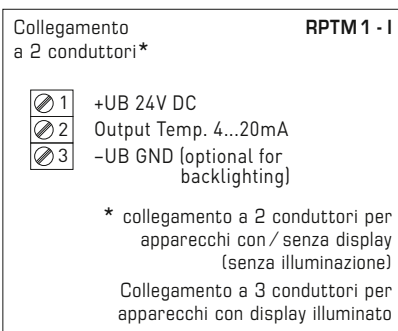 Collegamento RPTM 1 - I
a 2 conduttori*
1 +UB 24V DC
2 Output Temp. 4...20mA
3 –UB GND (optional for
backlighting)
* collegamento a 2 conduttori per
apparecchi con / senza display
(senza illuminazione)
Collegamento a 3 conduttori per
apparecchi con display illuminato